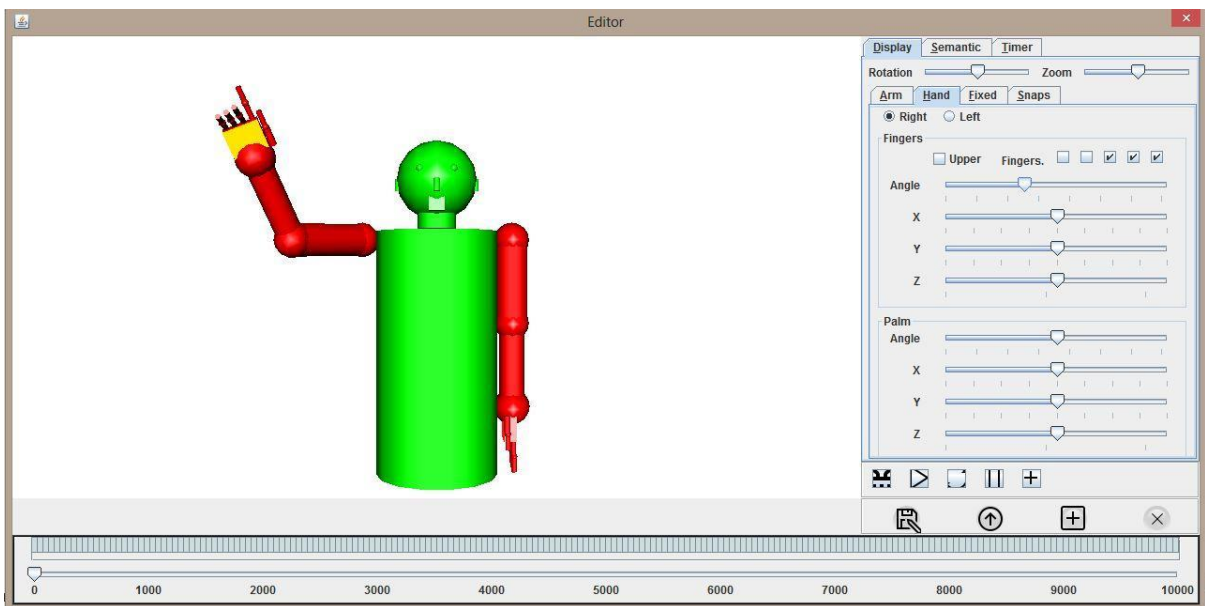 Editor
Display Semantic Timer
Rotation Zoom
Arm Hand Fixed Snaps
Right Left
Fingers
Upper Fingers.
Angle
X
Y
Z
Palm
Angle
X
Y
Z
0 1000 2000 3000 4000 5000 6000 7000 8000 9000 10000